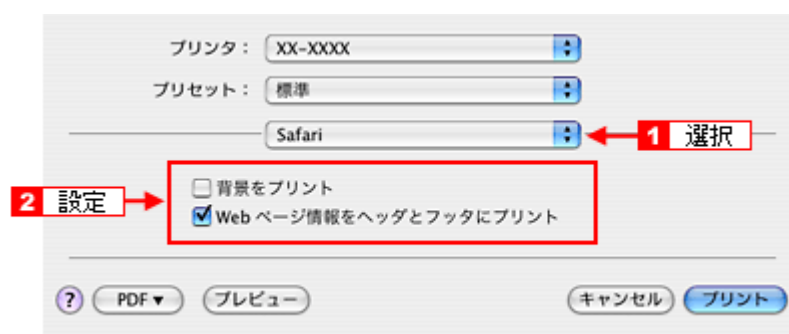 プリンタ： XX-XXXX
プリセット： 標準
Safari 1 選択
2 設定 背景をプリント
Web ページ情報をヘッダとフッタにプリント
? PDF▼ プレビュー キャンセル プリント